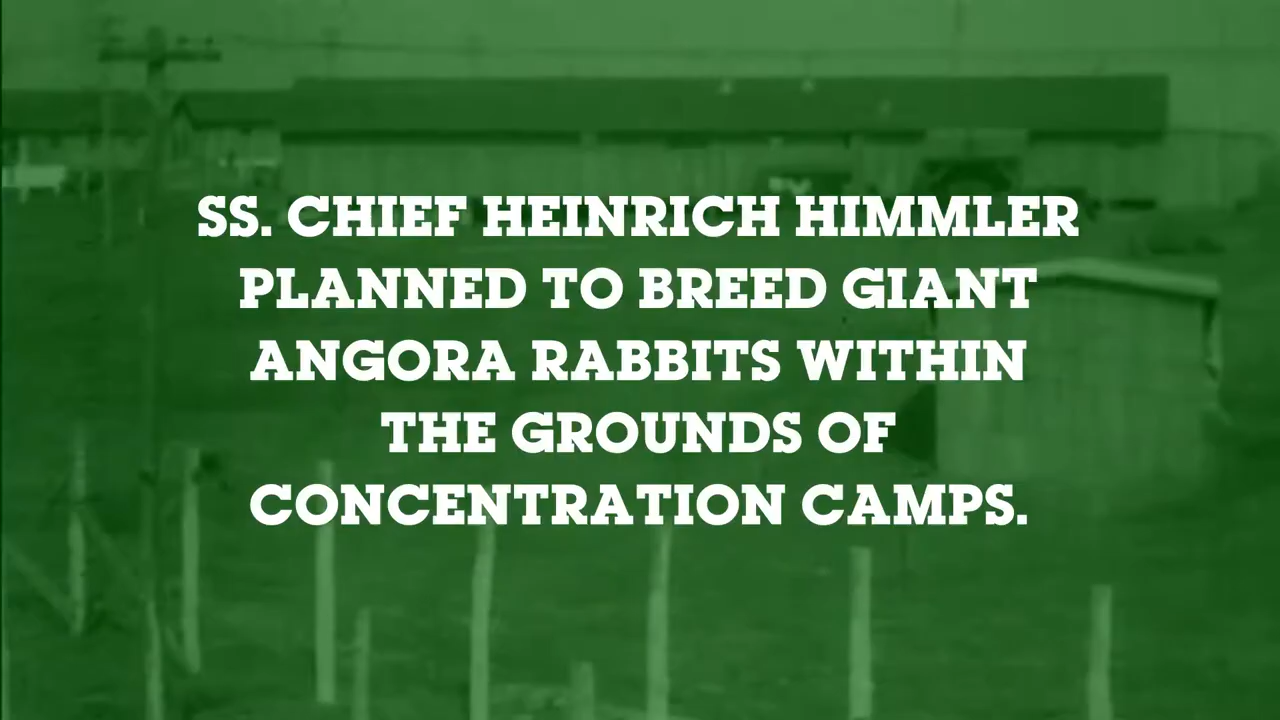 SS. CHIEF HEINRICH HIMMLER
PLANNED TO BREED GIANT
ANGORA RABBITS WITHIN
THE GROUNDS OF
CONCENTRATION CAMPS.